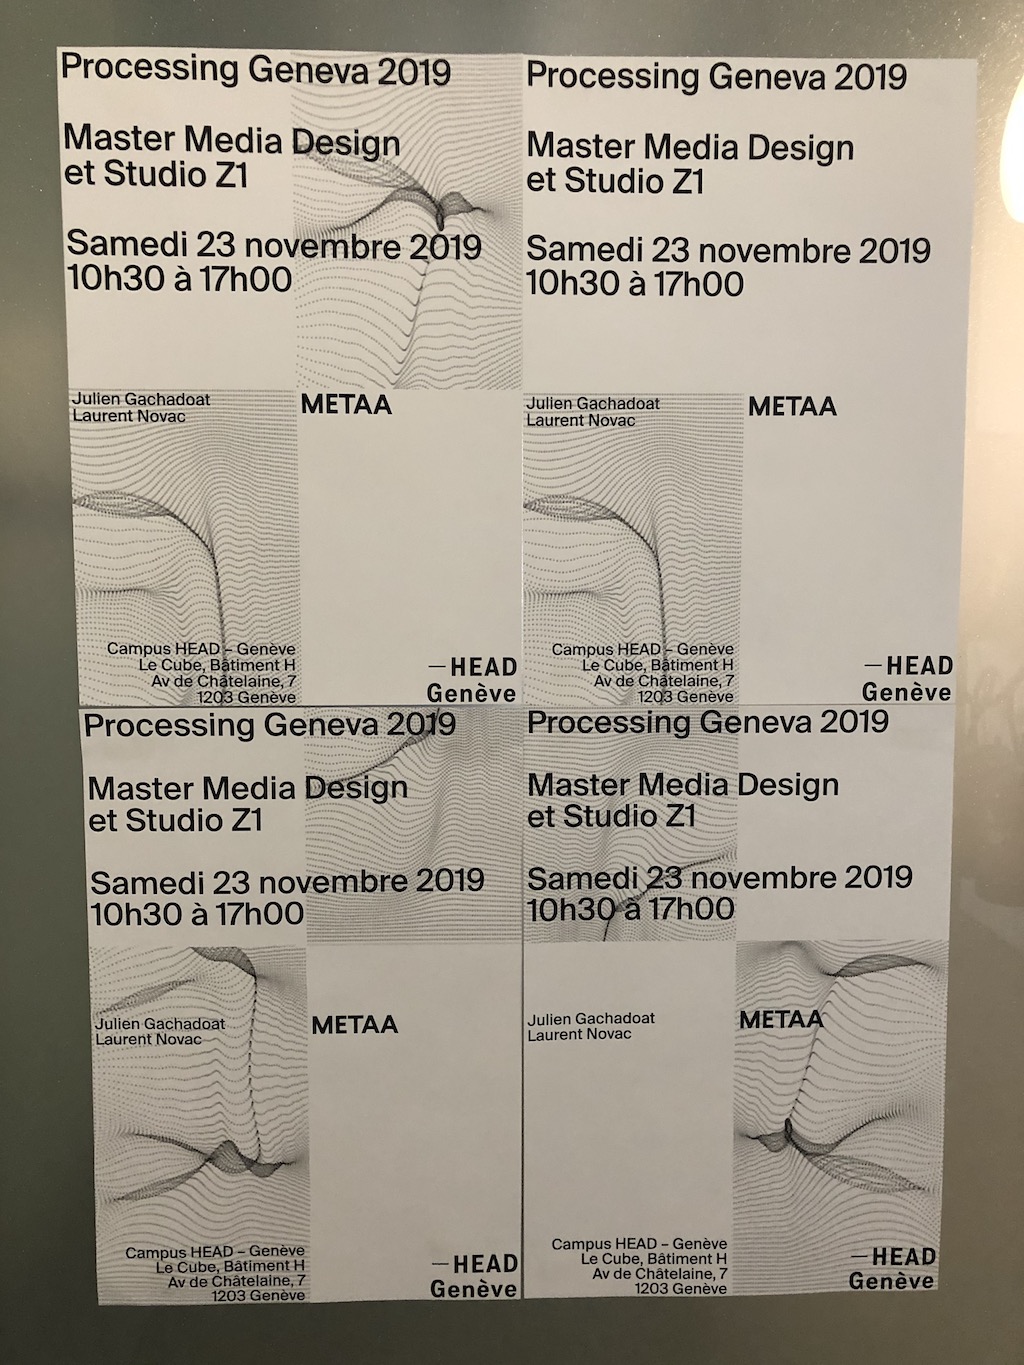 Processing Geneva 2019
Master Media Design
et Studio Z1
Samedi 23 novembre 2019
10h30 à 17h00
Julien Gachadoat
Laurent Novac
METAA
Campus HEAD – Genève
Le Cube, Bâtiment H
Av de Châtelaine, 7
1203 Genève
—HEAD
Genève
Processing Geneva 2019
Master Media Design
et Studio Z1
Samedi 23 novembre 2019
10h30 à 17h00
Julien Gachadoat
Laurent Novac
METAA
Campus HEAD – Genève
Le Cube, Bâtiment H
Av de Châtelaine, 7
1203 Genève
—HEAD
Genève
Processing Geneva 2019
Master Media Design
et Studio Z1
Samedi 23 novembre 2019
10h30 à 17h00
Julien Gachadoat
Laurent Novac
METAA
Campus HEAD – Genève
Le Cube, Bâtiment H
Av de Châtelaine, 7
1203 Genève
—HEAD
Genève
Processing Geneva 2019
Master Media Design
et Studio Z1
Samedi 23 novembre 2019
10h30 à 17h00
Julien Gachadoat
Laurent Novac
METAA
Campus HEAD – Genève
Le Cube, Bâtiment H
Av de Châtelaine, 7
1203 Genève
—HEAD
Genève